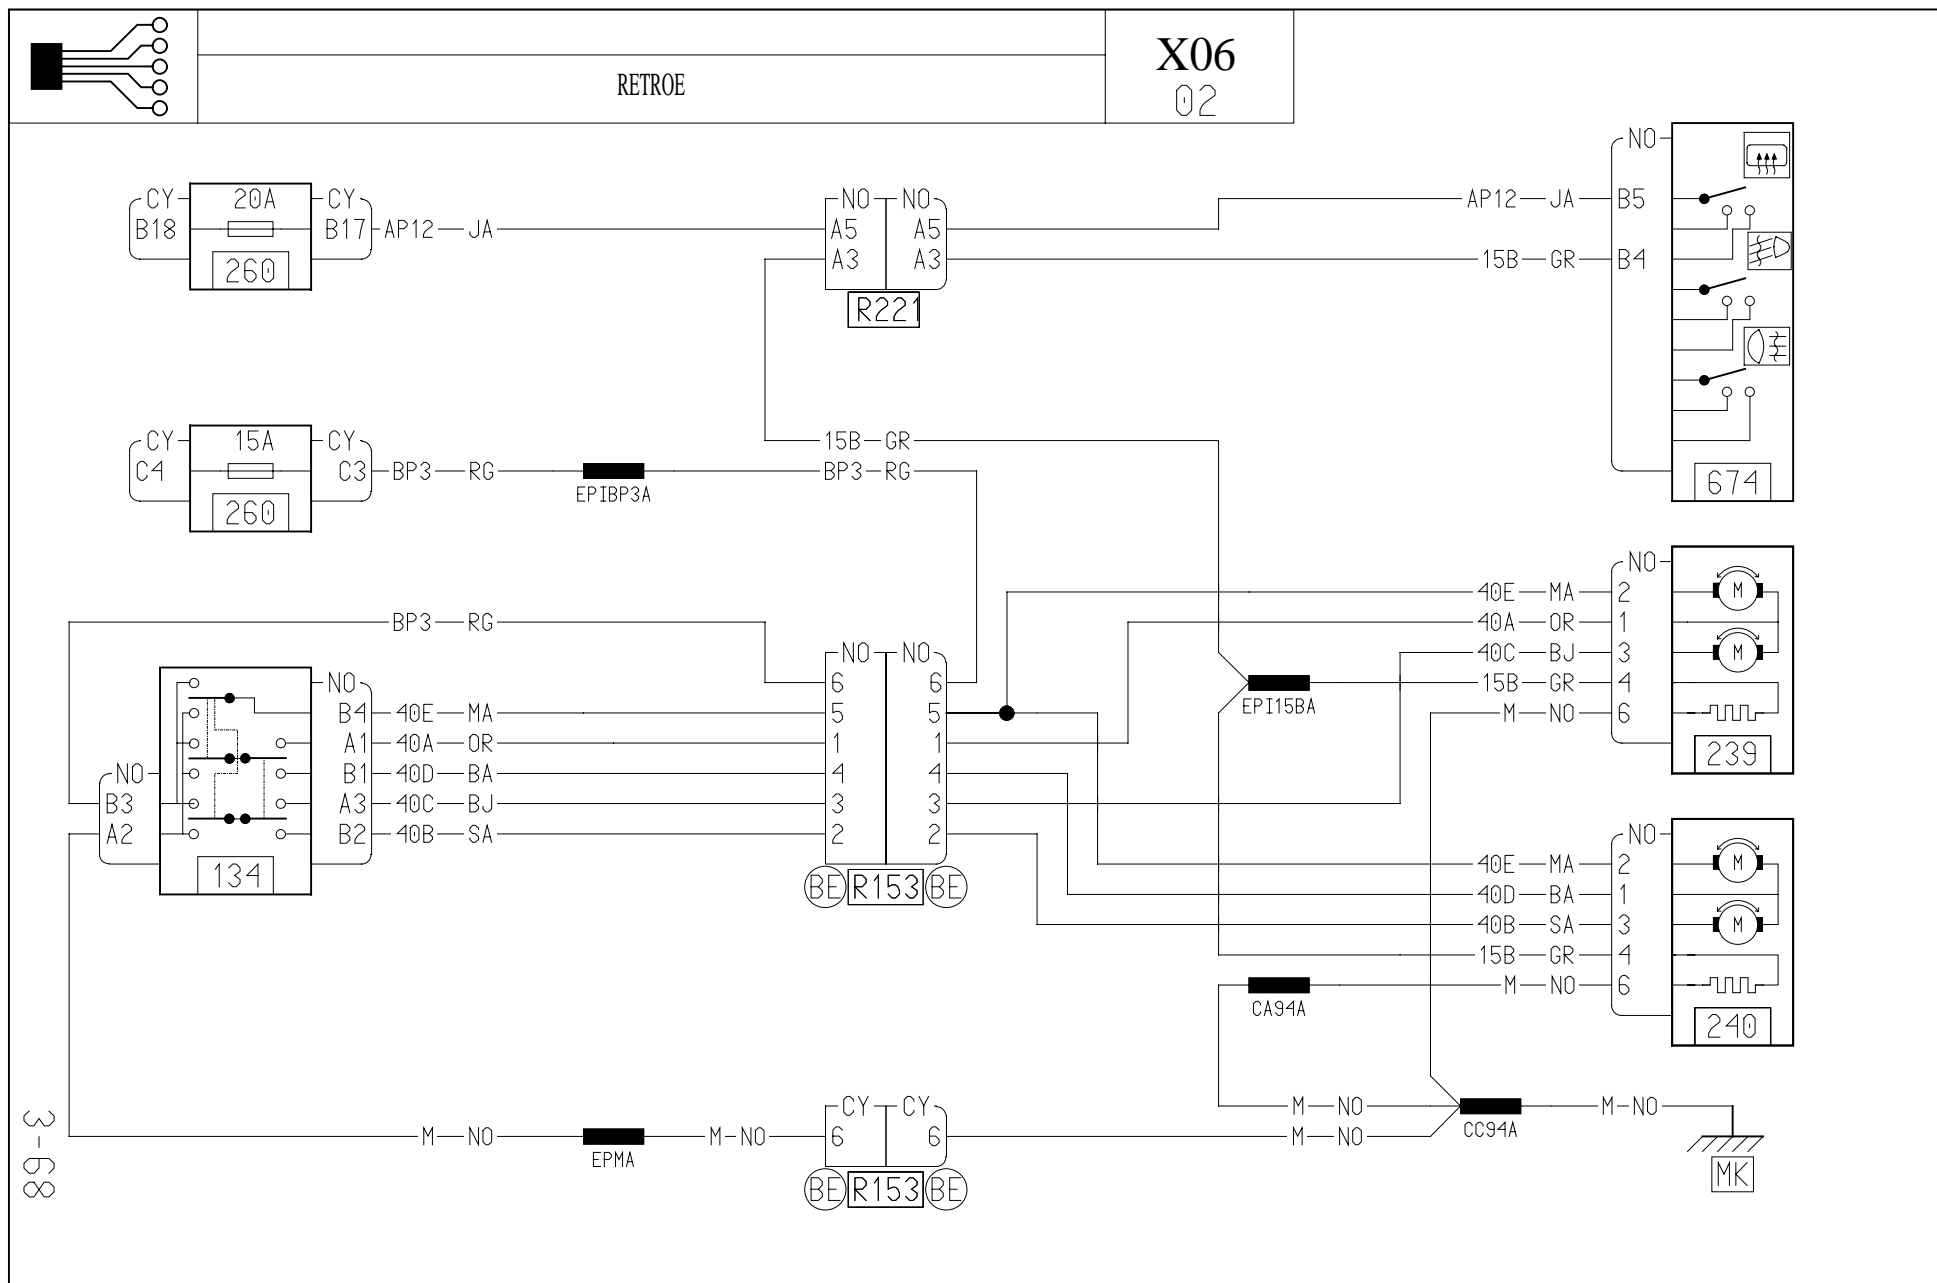 RETROE
X06
02
NO
CY 20A CY NO NO AP12 JA B5
B18 B17 AP12 JA A5 A5
260 A3 A3 15B GR B4
R221
CY 15A CY 15B GR
C4 C3 BP3 RG EPIBP3A BP3 RG
260 674
NO
40E MA 2 M
BP3 RG 40A OR 1
NO NO 40C BJ 3 M
NO 6 6 EPI15BA 15B GR 4
B4 40E MA 5 5 M NO 6
A1 40A OR 1 1 239
NO B1 40D BA 4 4
B3 A3 40C BJ 3 3
A2 B2 40B SA 2 2 NO
134 BE R153 BE 40E MA 2 M
40D BA 1
40B SA 3 M
15B GR 4
CA94A M NO 6
240
CY CY M NO CC94A M NO
M NO EPMA M NO 6 6 M NO
BE R153 BE MK
3-68